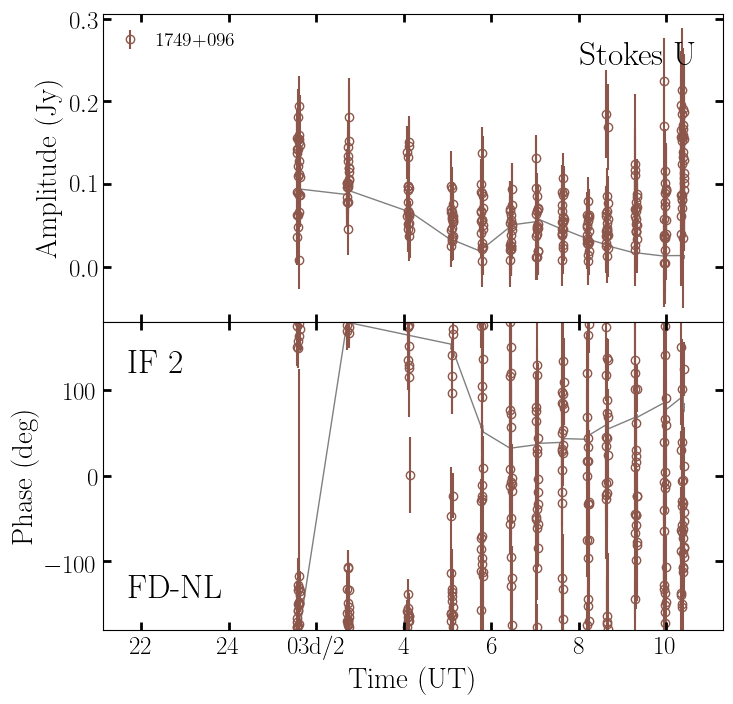 1749+096
Stokes U
0.3
0.2
0.1
0.0
Amplitude (Jy)
IF 2
100
0
−100
Phase (deg)
FD-NL
22 24 03d/2 4 6 8 10
Time (UT)